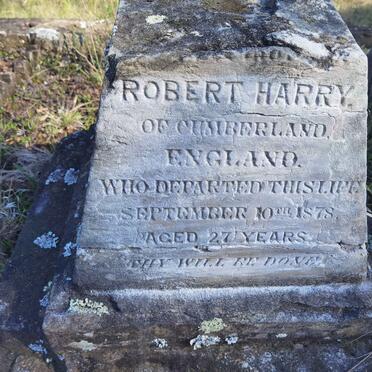 ROBERT HARRY.
OF CUMBERLAND,
ENGLAND.
WHO DEPARTED THIS LIFE
SEPTEMBER 10TH 1878,
AGED 27 YEARS.
THY WILL BE DONE.